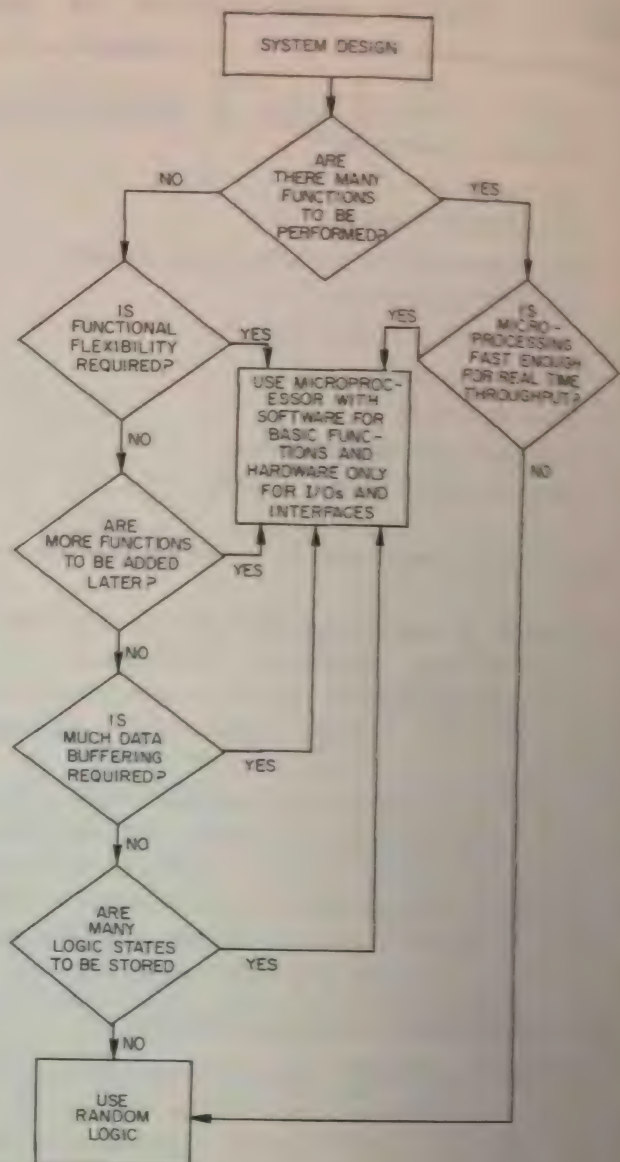 SYSTEM DESIGN
ARE
THERE MANY
FUNCTIONS
TO BE
PERFORMED?
NO
YES
IS
FUNCTIONAL
FLEXIBILITY
REQUIRED?
YES
YES
IS
MICRO-
PROCESSING
FAST ENOUGH
FOR REAL TIME
THROUGHPUT?
USE MICROPROC-
ESSOR WITH
SOFTWARE FOR
BASIC FUNC-
TIONS AND
HARDWARE ONLY
FOR I/Os AND
INTERFACES
NO
NO
ARE
MORE FUNCTIONS
TO BE ADDED
LATER?
YES
NO
IS
MUCH DATA
BUFFERING
REQUIRED?
YES
NO
ARE
MANY
LOGIC STATES
TO BE STORED
YES
NO
USE
RANDOM
LOGIC